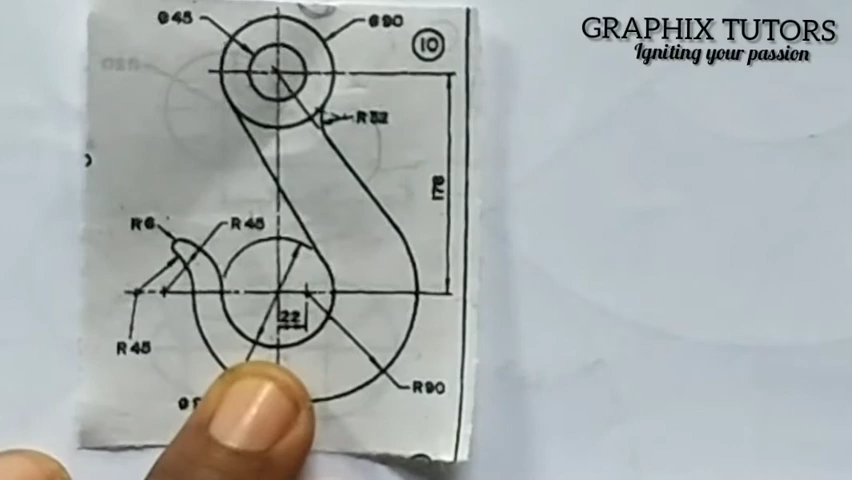 GRAPHIX TUTORS
Igniting your passion
Ø45
Ø90
10
R32
178
R6
R45
22
R45
R90